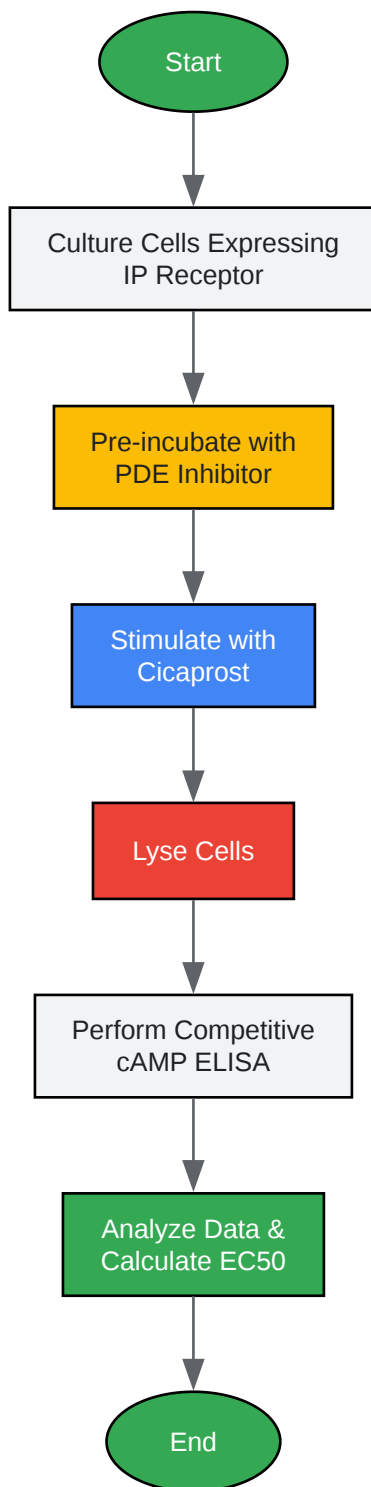 Start
Culture Cells Expressing
IP Receptor
Pre-incubate with
PDE Inhibitor
Stimulate with
Cicaprost
Lyse Cells
Perform Competitive
cAMP ELISA
Analyze Data &
Calculate EC50
End